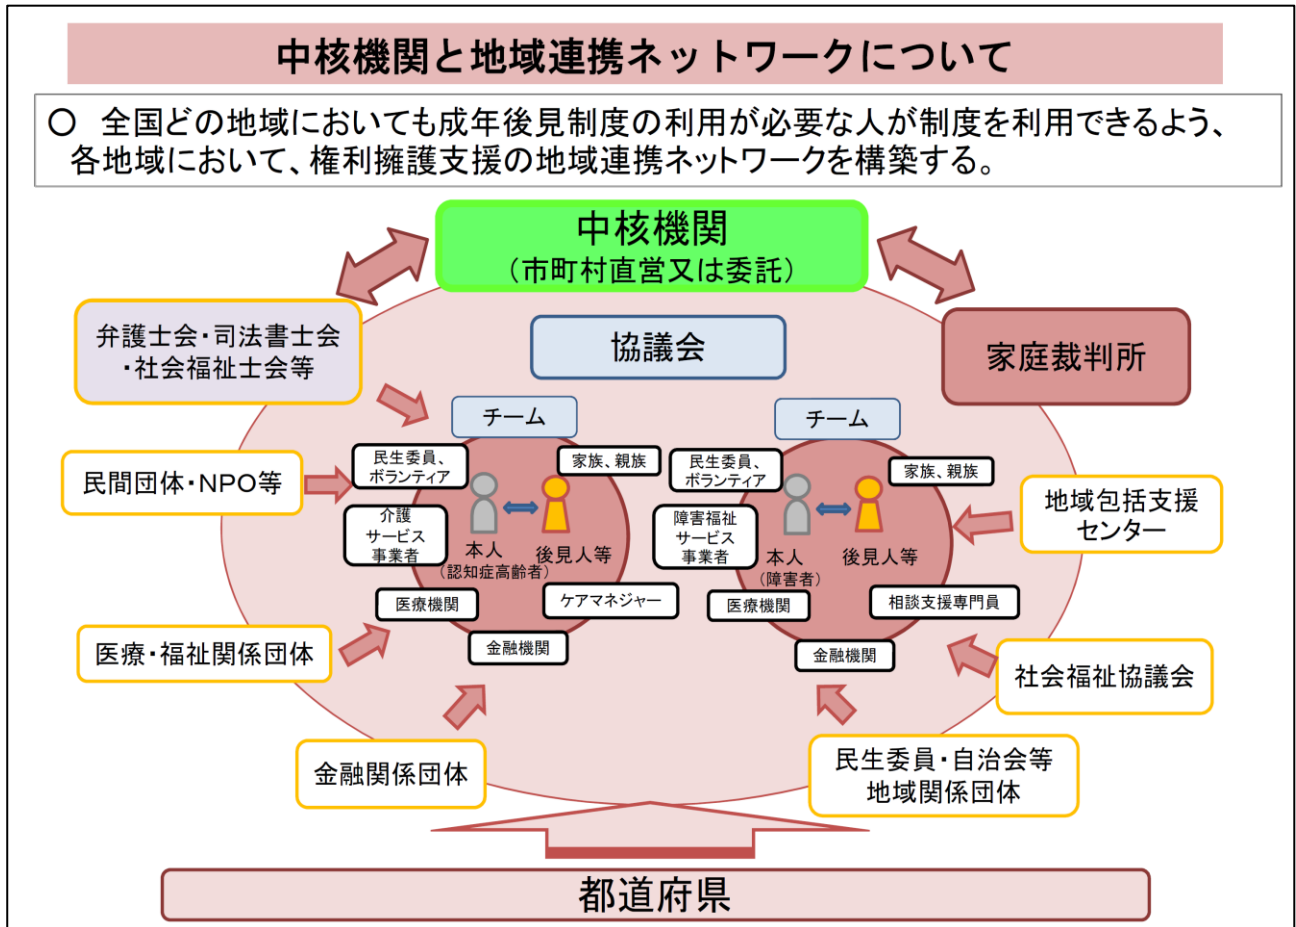 中核機関と地域連携ネットワークについて
○　全国どの地域においても成年後見制度の利用が必要な人が制度を利用できるよう、
各地域において、権利擁護支援の地域連携ネットワークを構築する。
中核機関
（市町村直営又は委託）
弁護士会・司法書士会
・社会福祉士会等
協議会
家庭裁判所
チーム
民生委員、
ボランティア
家族、親族
介護
サービス
事業者
本人
（認知症高齢者）
後見人等
医療機関
ケアマネジャー
金融機関
チーム
民生委員、
ボランティア
家族、親族
障害福祉
サービス
事業者
本人
（障害者）
後見人等
医療機関
相談支援専門員
金融機関
民間団体・NPO等
地域包括支援
センター
医療・福祉関係団体
社会福祉協議会
金融関係団体
民生委員・自治会等
地域関係団体
都道府県